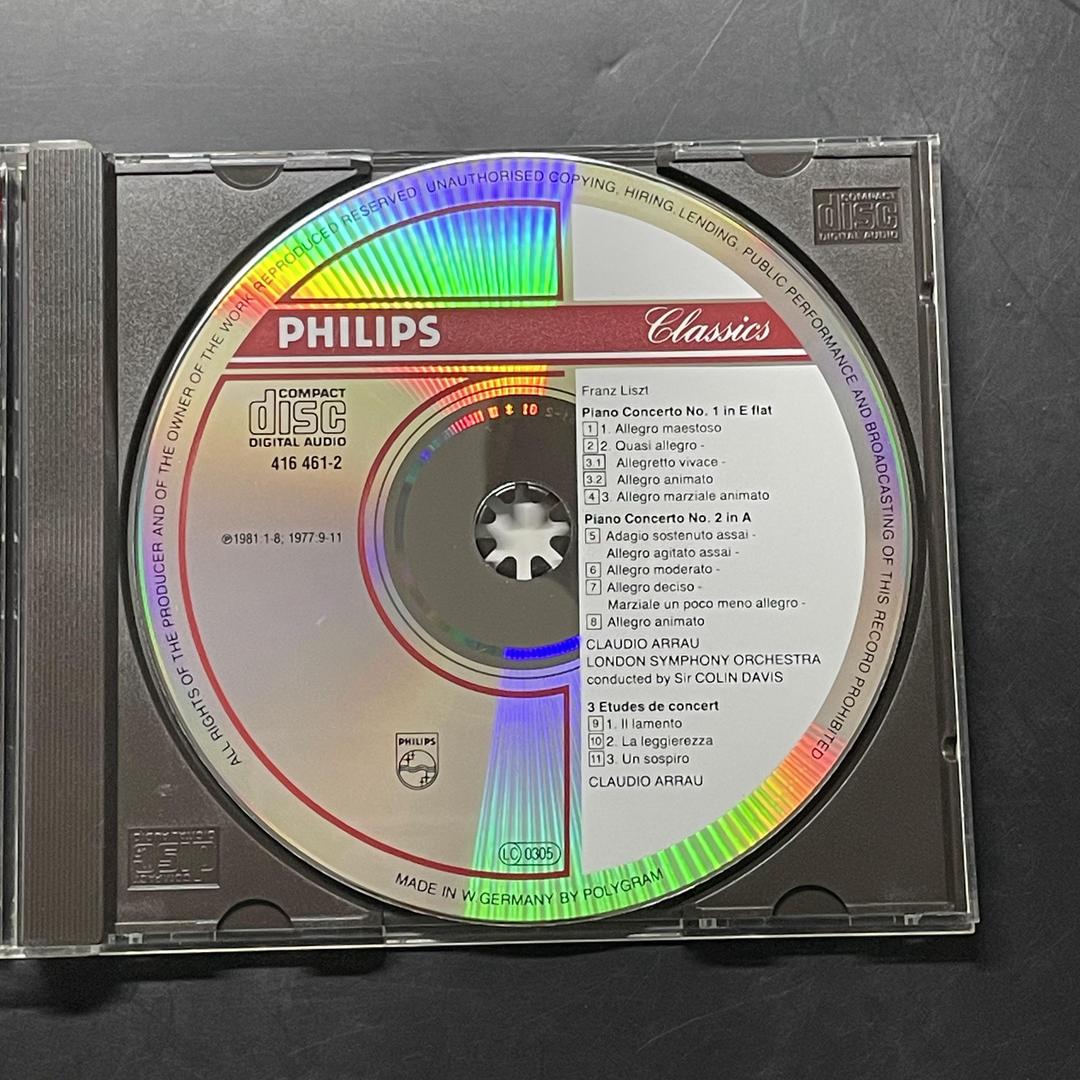 ALL RIGHTS OF THE PRODUCER AND OF THE OWNER OF THE WORK REPRODUCED RESERVED. UNAUTHORISED COPYING, HIRING, LENDING, PUBLIC PERFORMANCE AND BROADCASTING OF THIS RECORD PROHIBITED
COMPACT
disc
DIGITAL AUDIO
PHILIPS Classics
COMPACT
disc
DIGITAL AUDIO
416 461-2
℗1981:1-8; 1977:9-11
Franz Liszt
Piano Concerto No. 1 in E flat
1 1. Allegro maestoso
2 2. Quasi allegro -
3.1 Allegretto vivace -
3.2 Allegro animato
4 3. Allegro marziale animato
Piano Concerto No. 2 in A
5 Adagio sostenuto assai -
Allegro agitato assai -
6 Allegro moderato -
7 Allegro deciso -
Marziale un poco meno allegro -
8 Allegro animato
CLAUDIO ARRAU
LONDON SYMPHONY ORCHESTRA
conducted by Sir COLIN DAVIS
3 Etudes de concert
9 1. Il lamento
10 2. La leggierezza
11 3. Un sospiro
CLAUDIO ARRAU
PHILIPS
LC 0305
MADE IN W. GERMANY BY POLYGRAM
COMPACT
disc
DIGITAL AUDIO